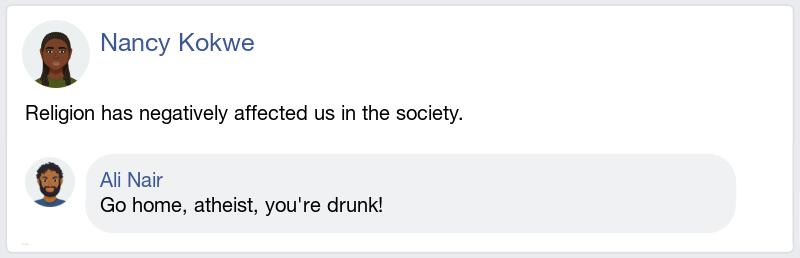 Nancy Kokwe
Religion has negatively affected us in the society.
Ali Nair
Go home, atheist, you're drunk!